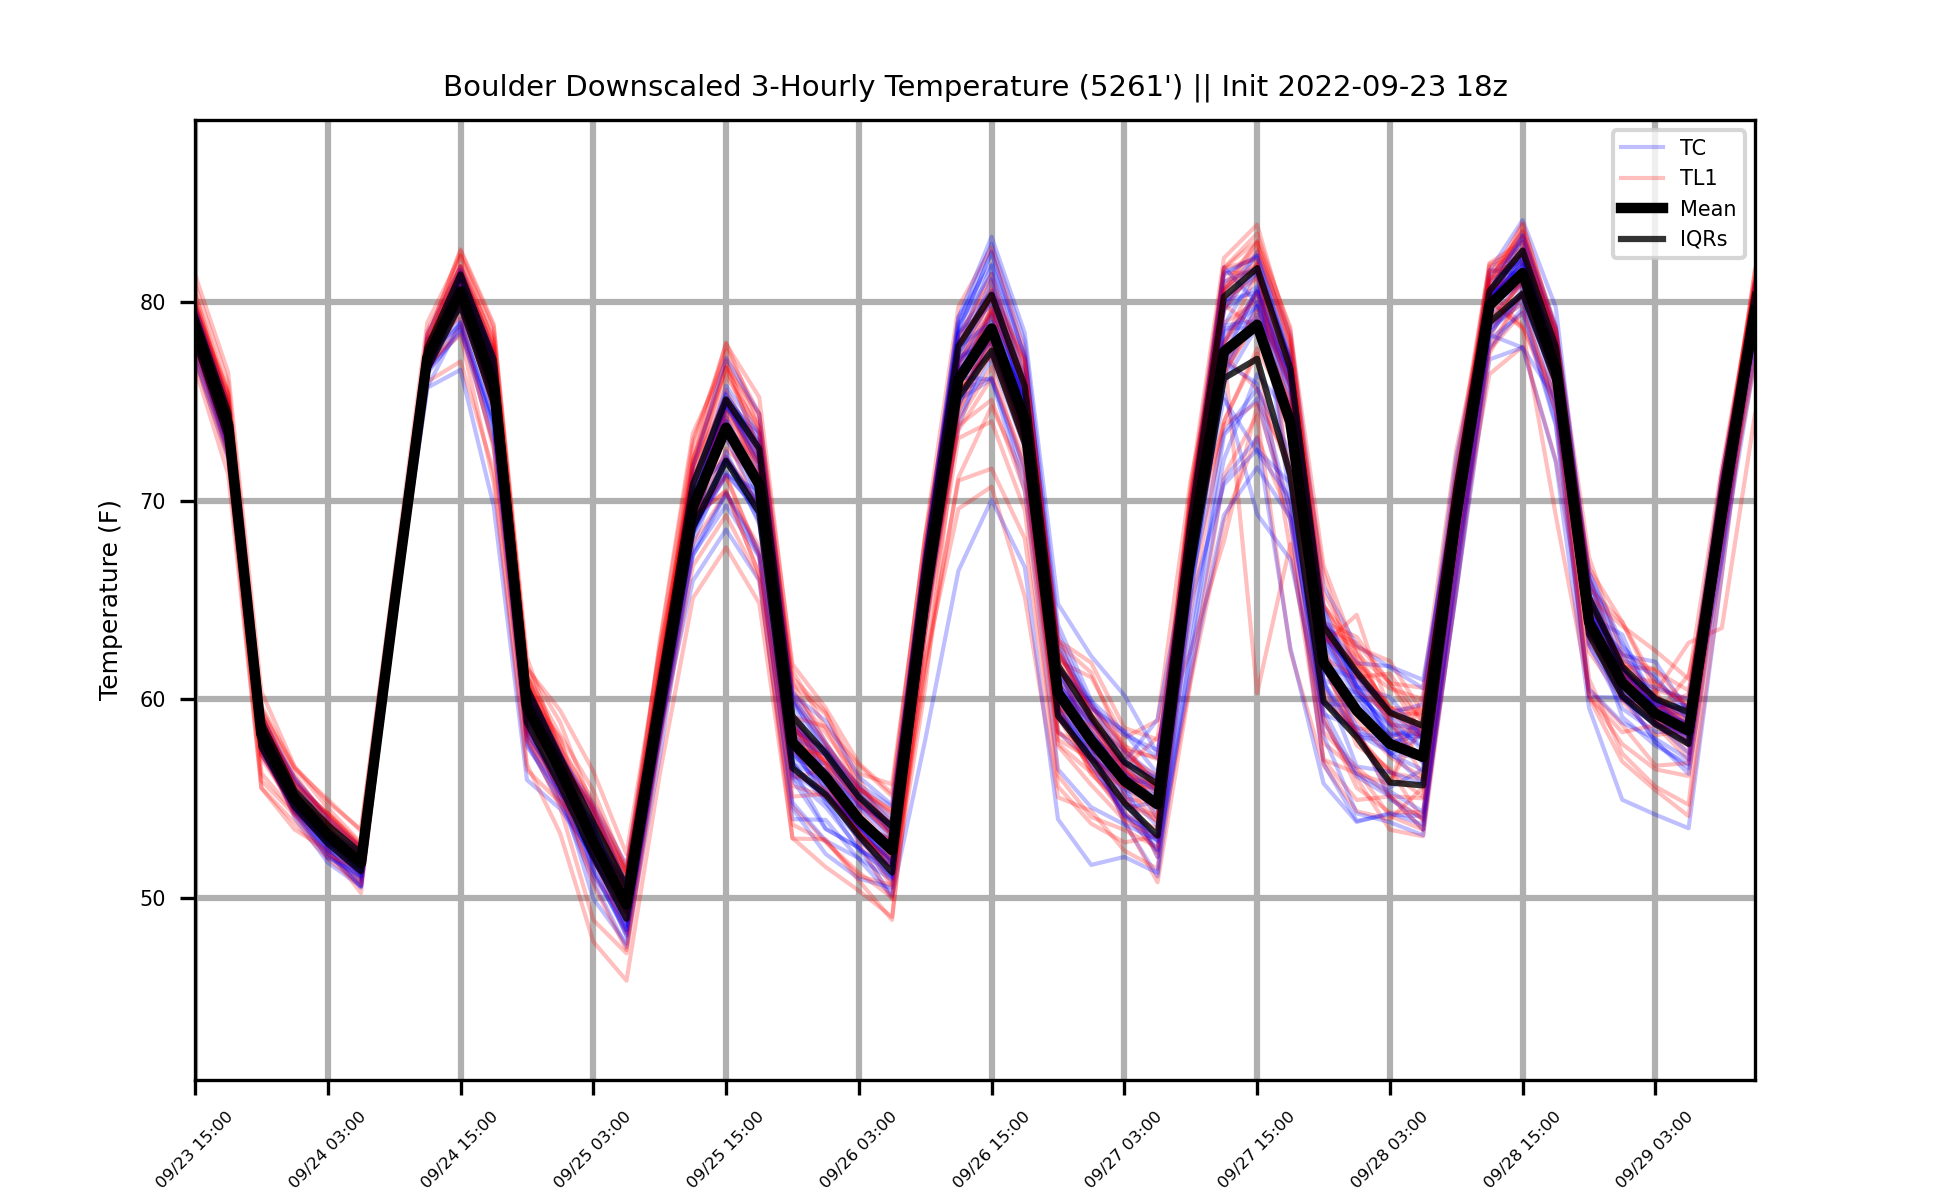 Boulder Downscaled 3-Hourly Temperature (5261') || Init 2022-09-23 18z
TC
TL1
Mean
IQRs
Temperature (F)
80
70
60
50
09/23 15:00
09/24 03:00
09/24 15:00
09/25 03:00
09/25 15:00
09/26 03:00
09/26 15:00
09/27 03:00
09/27 15:00
09/28 03:00
09/28 15:00
09/29 03:00